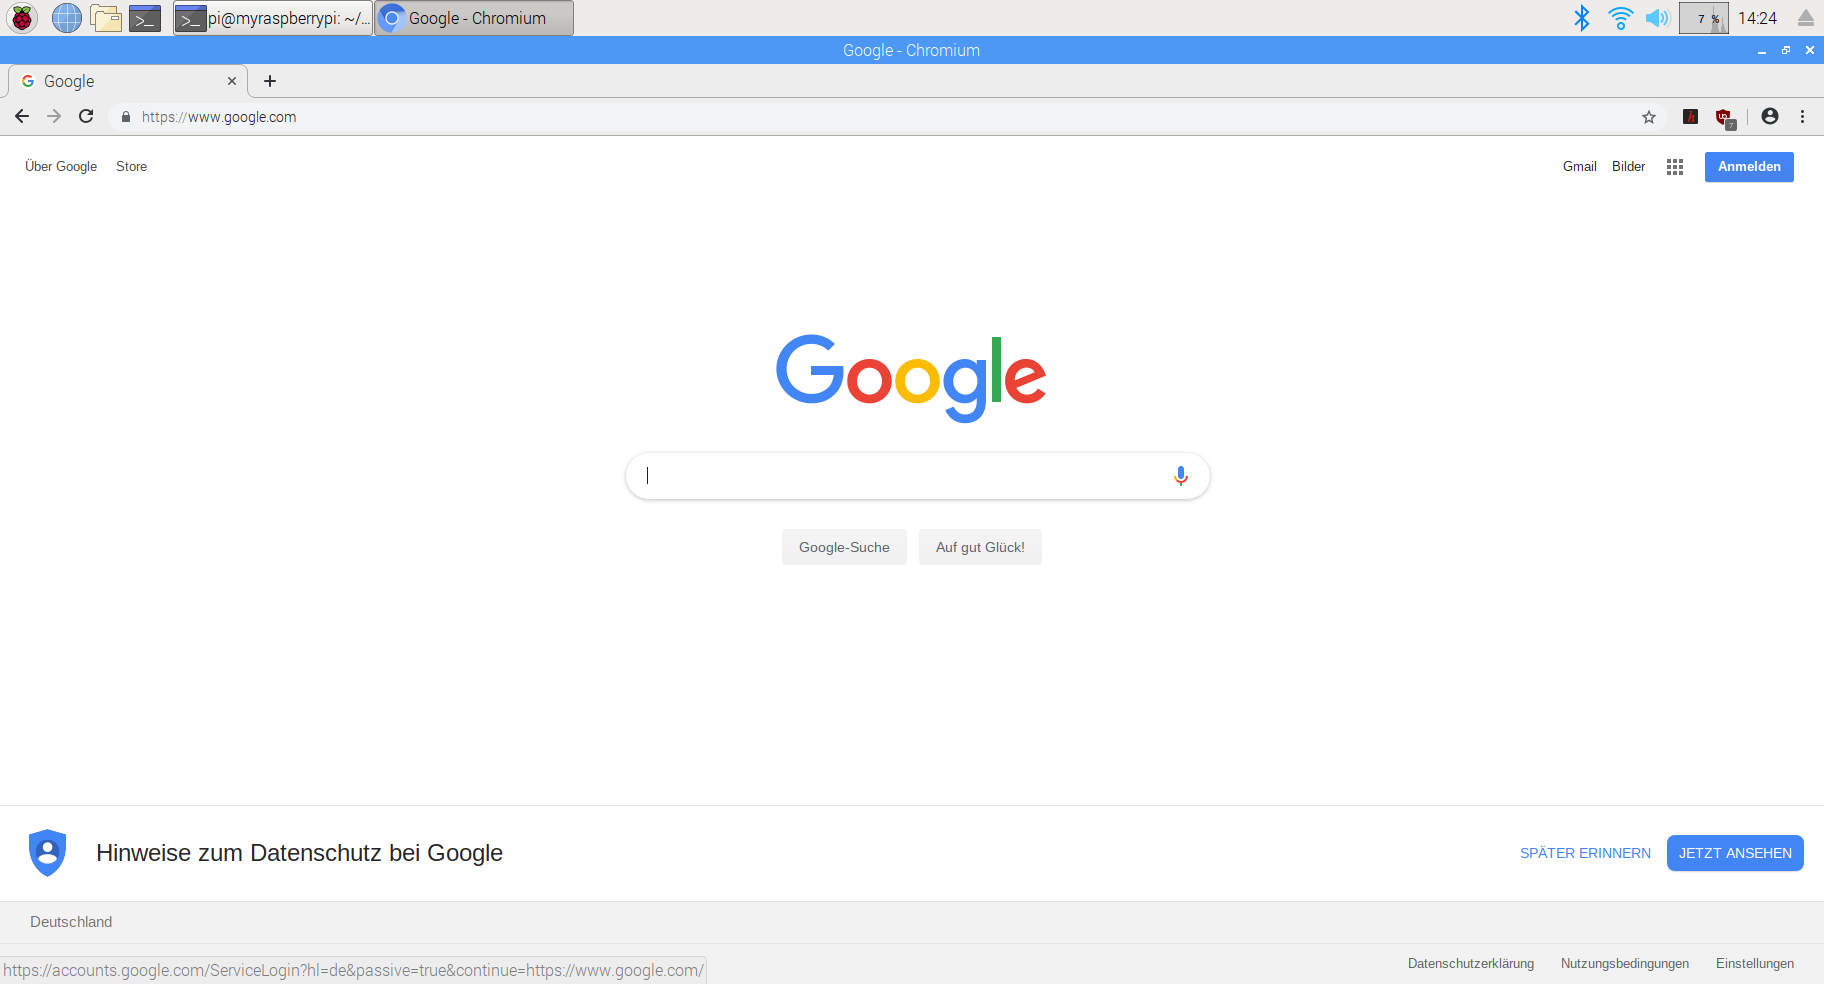 pi@myraspberrypi: ~/... Google - Chromium 7 % 14:24
Google - Chromium
Google
https://www.google.com 7
Über Google Store Gmail Bilder Anmelden
Google
Google-Suche Auf gut Glück!
Hinweise zum Datenschutz bei Google SPÄTER ERINNERN JETZT ANSEHEN
Deutschland
https://accounts.google.com/ServiceLogin?hl=de&passive=true&continue=https://www.google.com/ Datenschutzerklärung Nutzungsbedingungen Einstellungen